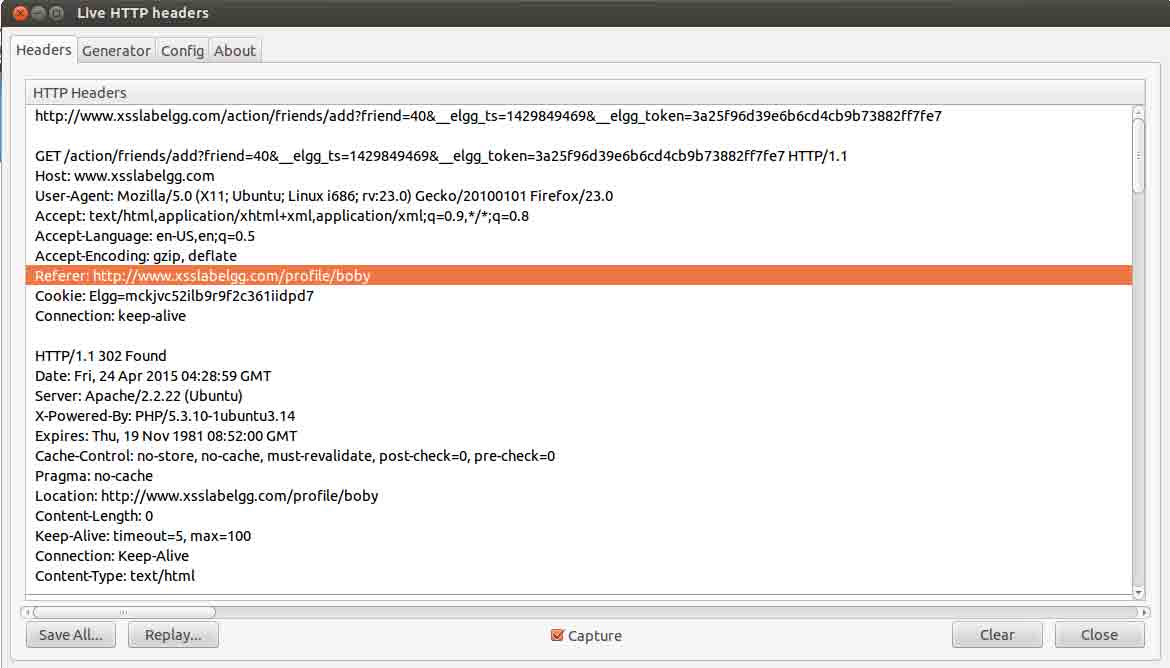 Live HTTP headers
Headers Generator Config About
HTTP Headers
http://www.xsslabelgg.com/action/friends/add?friend=40&__elgg_ts=1429849469&__elgg_token=3a25f96d39e6b6cd4cb9b73882ff7fe7
GET /action/friends/add?friend=40&__elgg_ts=1429849469&__elgg_token=3a25f96d39e6b6cd4cb9b73882ff7fe7 HTTP/1.1
Host: www.xsslabelgg.com
User-Agent: Mozilla/5.0 (X11; Ubuntu; Linux i686; rv:23.0) Gecko/20100101 Firefox/23.0
Accept: text/html,application/xhtml+xml,application/xml;q=0.9,*/*;q=0.8
Accept-Language: en-US,en;q=0.5
Accept-Encoding: gzip, deflate
Referer: http://www.xsslabelgg.com/profile/boby
Cookie: Elgg=mckjvc52ilb9r9f2c361iidpd7
Connection: keep-alive
HTTP/1.1 302 Found
Date: Fri, 24 Apr 2015 04:28:59 GMT
Server: Apache/2.2.22 (Ubuntu)
X-Powered-By: PHP/5.3.10-1ubuntu3.14
Expires: Thu, 19 Nov 1981 08:52:00 GMT
Cache-Control: no-store, no-cache, must-revalidate, post-check=0, pre-check=0
Pragma: no-cache
Location: http://www.xsslabelgg.com/profile/boby
Content-Length: 0
Keep-Alive: timeout=5, max=100
Connection: Keep-Alive
Content-Type: text/html
Save All... Replay... Capture Clear Close